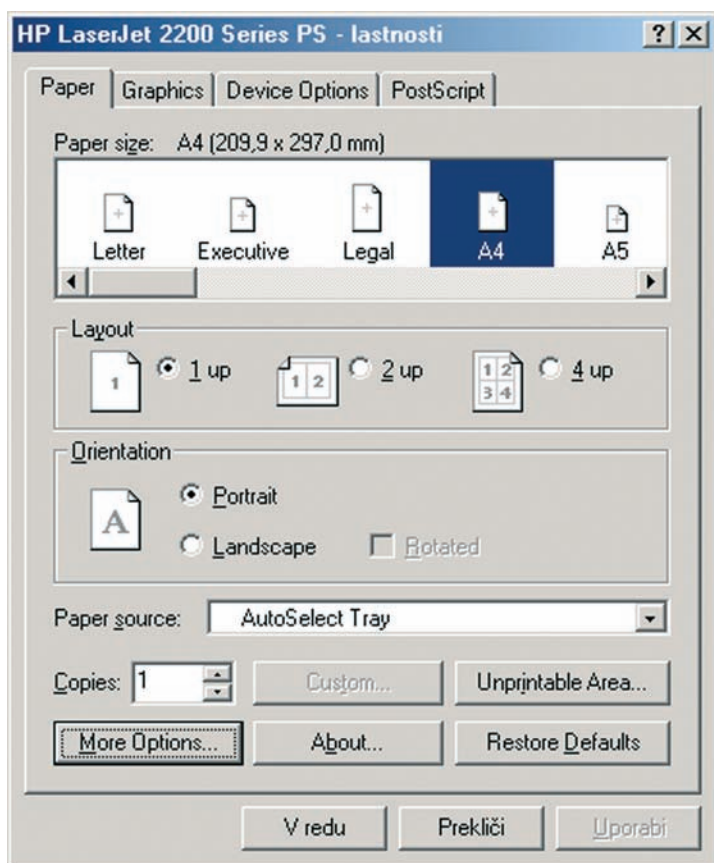 HP LaserJet 2200 Series PS - lastnosti
Paper Graphics Device Options PostScript
Paper size: A4 (209,9 x 297,0 mm)
Letter Executive Legal A4 A5
Layout
1 1 up 1 2 2 up 1 2 3 4 4 up
Orientation
A Portrait
Landscape Rotated
Paper source: AutoSelect Tray
Copies: 1 Custom... Unprintable Area...
More Options... About... Restore Defaults
V redu Prekliči Uporabi